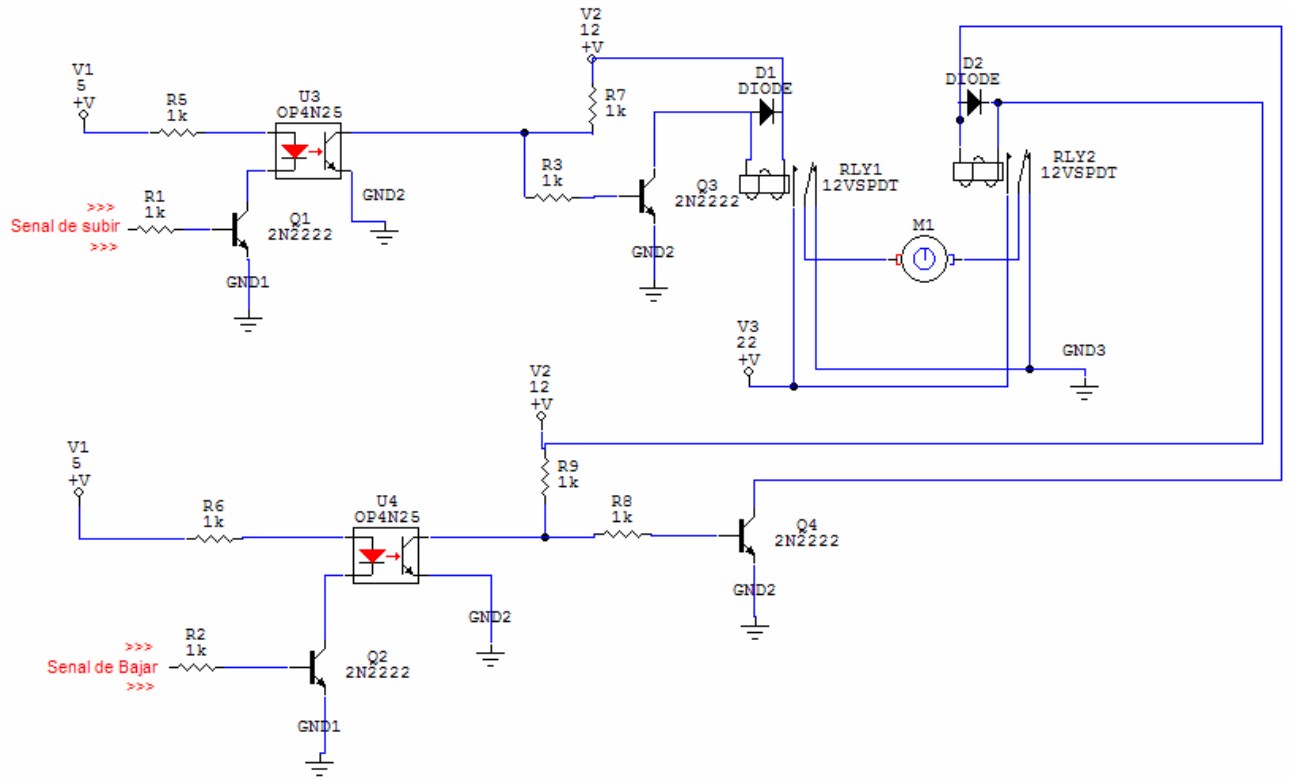 V1
5
+V
R5
1k
U3
OP4N25
>>>
Senal de subir
>>>
R1
1k
Q1
2N2222
GND1
GND2
V2
12
+V
R7
1k
R3
1k
Q3
2N2222
GND2
D1
DIODE
RLY1
12VSPDT
D2
DIODE
RLY2
12VSPDT
M1
V3
22
+V
GND3
V1
5
+V
R6
1k
U4
OP4N25
>>>
Senal de Bajar
>>>
R2
1k
Q2
2N2222
GND1
GND2
V2
12
+V
R9
1k
R8
1k
Q4
2N2222
GND2